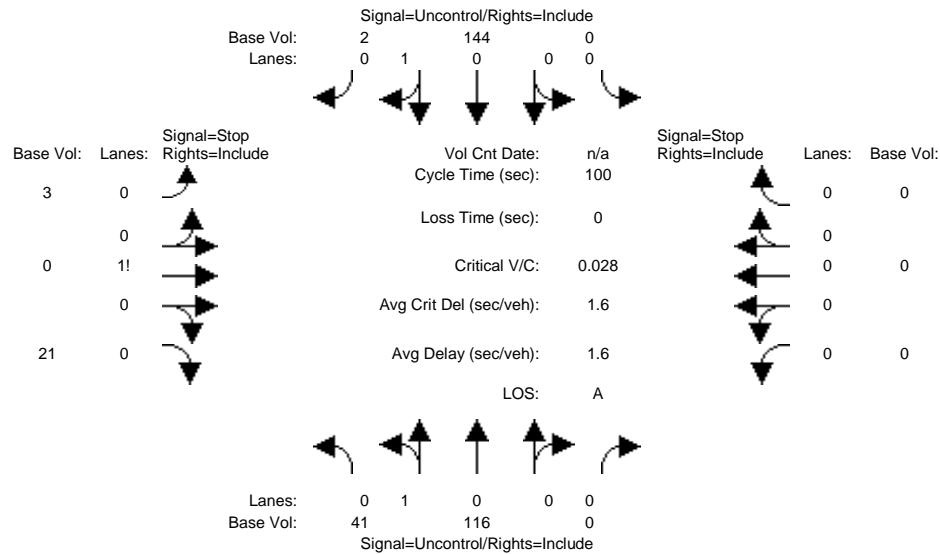 Signal=Uncontrol/Rights=Include
Base Vol: 2 144 0
Lanes: 0 1 0 0 0
Signal=Stop Signal=Stop
Base Vol: Lanes: Rights=Include Vol Cnt Date: n/a Rights=Include Lanes: Base Vol:
Cycle Time (sec): 100
3 0 0 0
Loss Time (sec): 0
0 0
0 1! Critical V/C: 0.028 0 0
0 Avg Crit Del (sec/veh): 1.6 0
21 0 Avg Delay (sec/veh): 1.6 0 0
LOS: A
Lanes: 0 1 0 0 0
Base Vol: 41 116 0
Signal=Uncontrol/Rights=Include